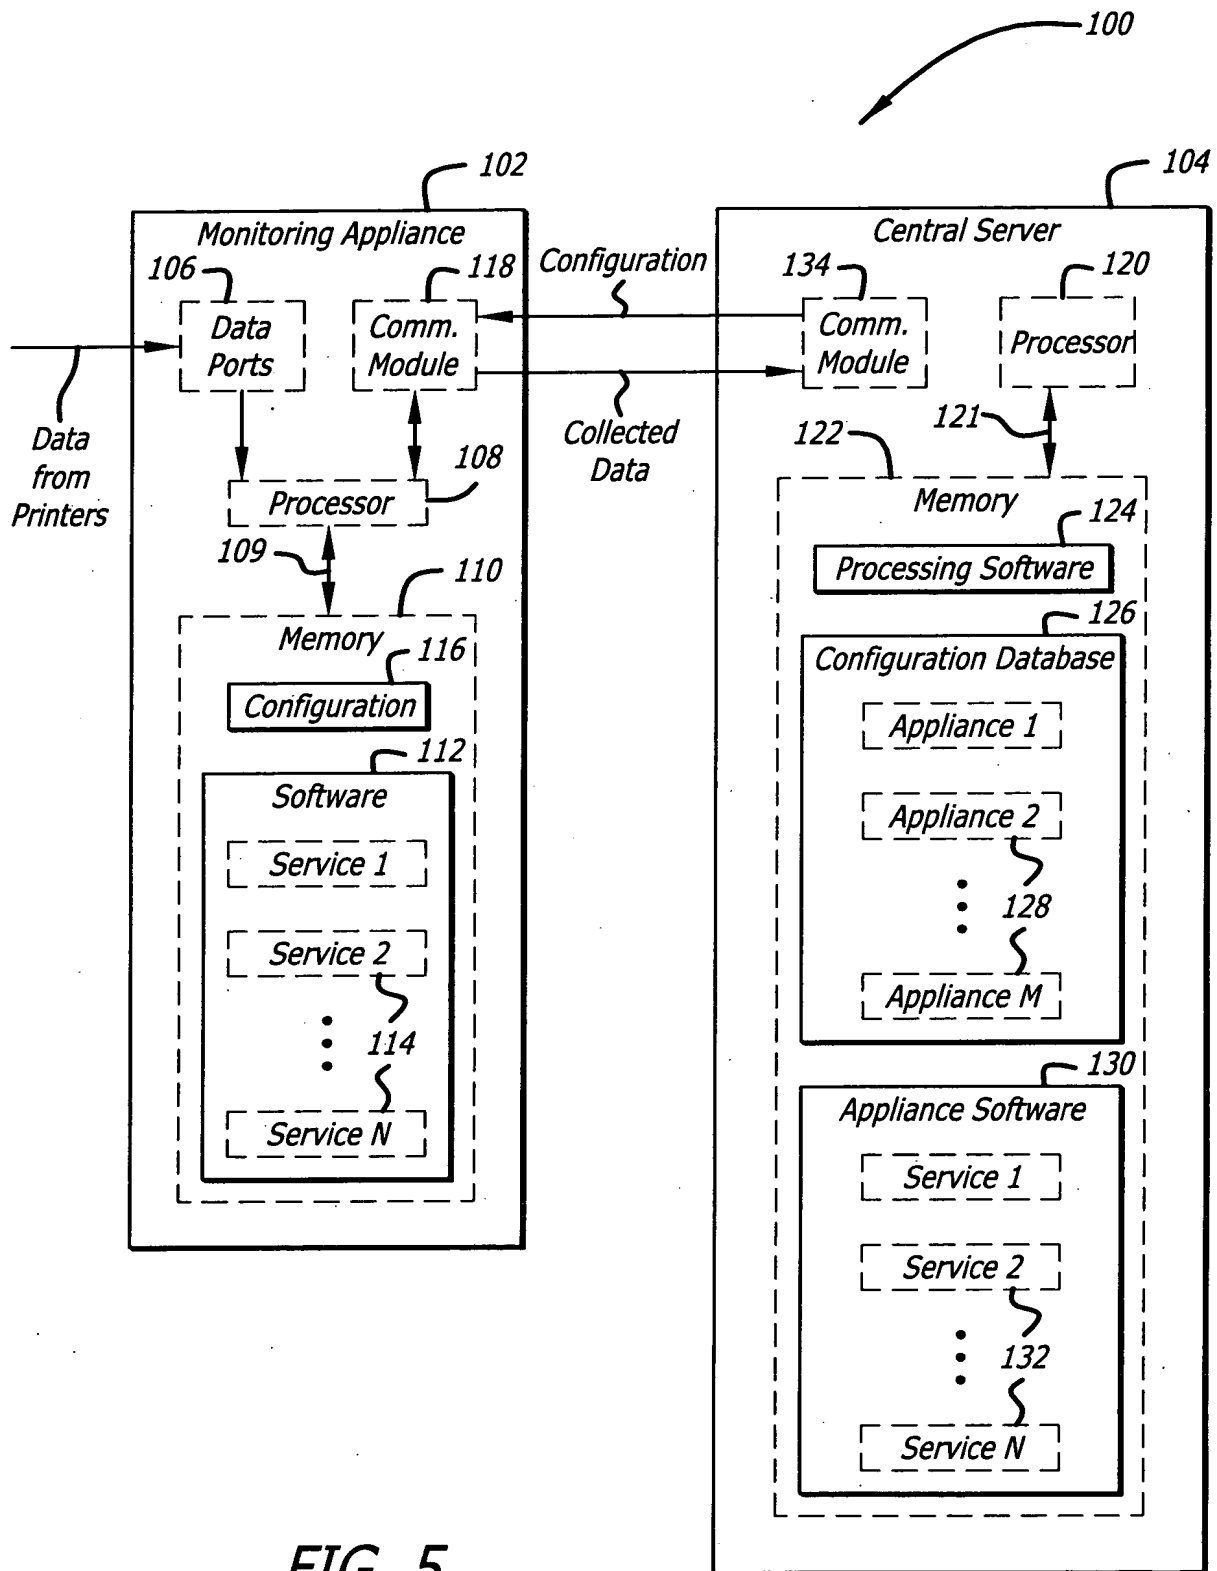 100
102
Monitoring Appliance
106
118
Data
Ports
Comm.
Module
Configuration
Collected
Data
Data
from
Printers
108
Processor
109
110
Memory
116
Configuration
112
Software
Service 1
Service 2
114
Service N
104
Central Server
134
120
Comm.
Module
Processor
121
122
Memory
124
Processing Software
126
Configuration Database
Appliance 1
Appliance 2
128
Appliance M
130
Appliance Software
Service 1
Service 2
132
Service N
FIG. 5